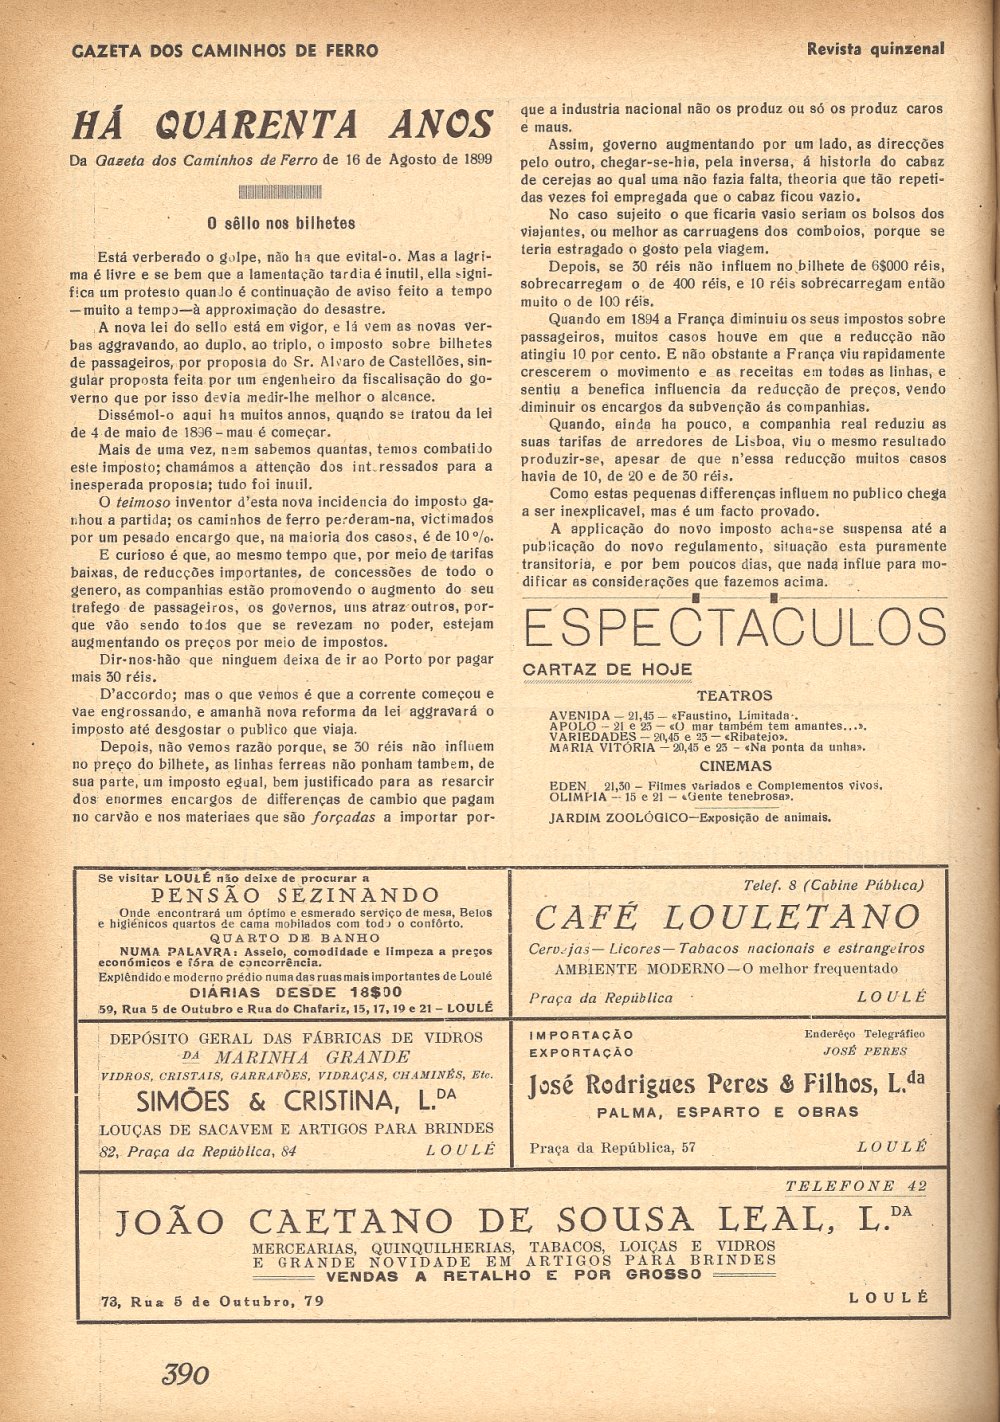 GAZETA DOS CAMINHOS DE FERRO
Revista quinzenal
HÁ QUARENTA ANOS
Da Gazeta dos Caminhos de Ferro de 16 de Agosto de 1899
O sêllo nos bilhetes
Está verberado o golpe, não ha que evital-o. Mas a lagri-
ma é livre e se bem que a lamentação tardia é inutil, ella signi-
fica um protesto quando é continuação de aviso feito a tempo
—muito a tempo—à approximação do desastre.
A nova lei do sello está em vigor, e lá vem as novas ver-
bas aggravando, ao duplo, ao triplo, o imposto sobre bilhetes
de passageiros, por proposta do Sr. Alvaro de Castellões, sin-
gular proposta feita por um engenheiro da fiscalisação do go-
verno que por isso devia medir-lhe melhor o alcance.
Dissémol-o aqui ha muitos annos, quando se tratou da lei
de 4 de maio de 1896 – mau é começar.
Mais de uma vez, nem sabemos quantas, temos combatido
este imposto; chamámos a attenção dos interessados para a
inesperada proposta; tudo foi inutil.
O teimoso inventor d'esta nova incidencia do imposto ga-
nhou a partida; os caminhos de ferro perderam-na, victimados
por um pesado encargo que, na maioria dos casos, é de 10 %.
E curioso é que, ao mesmo tempo que, por meio de tarifas
baixas, de reducções importantes, de concessões de todo o
genero, as companhias estão promovendo o augmento do seu
trafego de passageiros, os governos, uns atraz outros, por-
que vão sendo todos que se revezam no poder, estejam
augmentando os preços por meio de impostos.
Dir-nos-hão que ninguem deixa de ir ao Porto por pagar
mais 30 réis.
D'accordo; mas o que vemos é que a corrente começou e
vae engrossando, e amanhã nova reforma da lei aggravará o
imposto até desgostar o publico que viaja.
Depois, não vemos razão porque, se 30 réis não influem
no preço do bilhete, as linhas ferreas não ponham tambem, de
sua parte, um imposto egual, bem justificado para as resarcir
dos enormes encargos de differenças de cambio que pagam
no carvão e nos materiaes que são forçadas a importar por-
que a industria nacional não os produz ou só os produz caros
e maus.
Assim, governo augmentando por um lado, as direcções
pelo outro, chegar-se-hia, pela inversa, á historia do cabaz
de cerejas ao qual uma não fazia falta, theoria que tão repeti-
das vezes foi empregada que o cabaz ficou vazio.
No caso sujeito o que ficaria vasio seriam os bolsos dos
viajantes, ou melhor as carruagens dos comboios, porque se
teria estragado o gosto pela viagem.
Depois, se 30 réis não influem no bilhete de 6$000 réis,
sobrecarregam o de 400 réis, e 10 réis sobrecarregam então
muito o de 100 réis.
Quando em 1894 a França diminuiu os seus impostos sobre
passageiros, muitos casos houve em que a reducção não
atingiu 10 por cento. E não obstante a França viu rapidamente
crescerem o movimento e as receitas em todas as linhas, e
sentiu a benefica influencia da reducção de preços, vendo
diminuir os encargos da subvenção ás companhias.
Quando, ainda ha pouco, a companhia real reduziu as
suas tarifas de arredores de Lisboa, viu o mesmo resultado
produzir-se, apesar de que n'essa reducção muitos casos
havia de 10, de 20 e de 30 réis.
Como estas pequenas differenças influem no publico chega
a ser inexplicavel, mas é um facto provado.
A applicação do novo imposto acha-se suspensa até a
publicação do novo regulamento, situação esta puramente
transitoria, e por bem poucos dias, que nada influe para mo-
dificar as considerações que fazemos acima.
ESPECTACULOS
CARTAZ DE HOJE
TEATROS
AVENIDA — 21,45 — «Faustino, Limitada».
APOLO – 21 e 23 — «O mar também tem amantes...».
VARIEDADES — 20,45 e 23 — «Ribatejo».
MARIA VITÓRIA — 20,45 e 23 – «Na ponta da unha».
CINEMAS
EDEN 21,30 – Filmes variados e Complementos vivos.
OLIMPIA – 15 e 21 — «Gente tenebrosa».
JARDIM ZOOLÓGICO—Exposição de animais.
Se visitar LOULÉ não deixe de procurar a
PENSÃO SEZINANDO
Onde encontrará um óptimo e esmerado serviço de mesa, Belos
e higiénicos quartos de cama mobilados com todo o confôrto.
QUARTO DE BANHO
NUMA PALAVRA: Asseio, comodidade e limpeza a preços
económicos e fóra de concorrência.
Explêndido e moderno prédio numa das ruas mais importantes de Loulé
DIÁRIAS DESDE 18$00
59, Rua 5 de Outubro e Rua do Chafariz, 15, 17, 19 e 21 – LOULÉ
Telef. 8 (Cabine Pública)
CAFÉ LOULETANO
Cervejas — Licores — Tabacos nacionais e estrangeiros
AMBIENTE MODERNO — O melhor frequentado
Praça da República LOULÉ
DEPÓSITO GERAL DAS FÁBRICAS DE VIDROS
DA MARINHA GRANDE
VIDROS, CRISTAIS, GARRAFÕES, VIDRAÇAS, CHAMINÉS, Etc.
SIMÕES & CRISTINA, L.DA
LOUÇAS DE SACAVEM E ARTIGOS PARA BRINDES
82, Praça da República, 84 LOULÉ
IMPORTAÇÃO
EXPORTAÇÃO
Enderêço Telegráfico
JOSÉ PERES
José Rodrigues Peres & Filhos, L.da
PALMA, ESPARTO E OBRAS
Praça da República, 57 LOULÉ
TELEFONE 42
JOÃO CAETANO DE SOUSA LEAL, L.DA
MERCEARIAS, QUINQUILHERIAS, TABACOS, LOIÇAS E VIDROS
E GRANDE NOVIDADE EM ARTIGOS PARA BRINDES
VENDAS A RETALHO E POR GROSSO
73, Rua 5 de Outubro, 79 LOULÉ
390